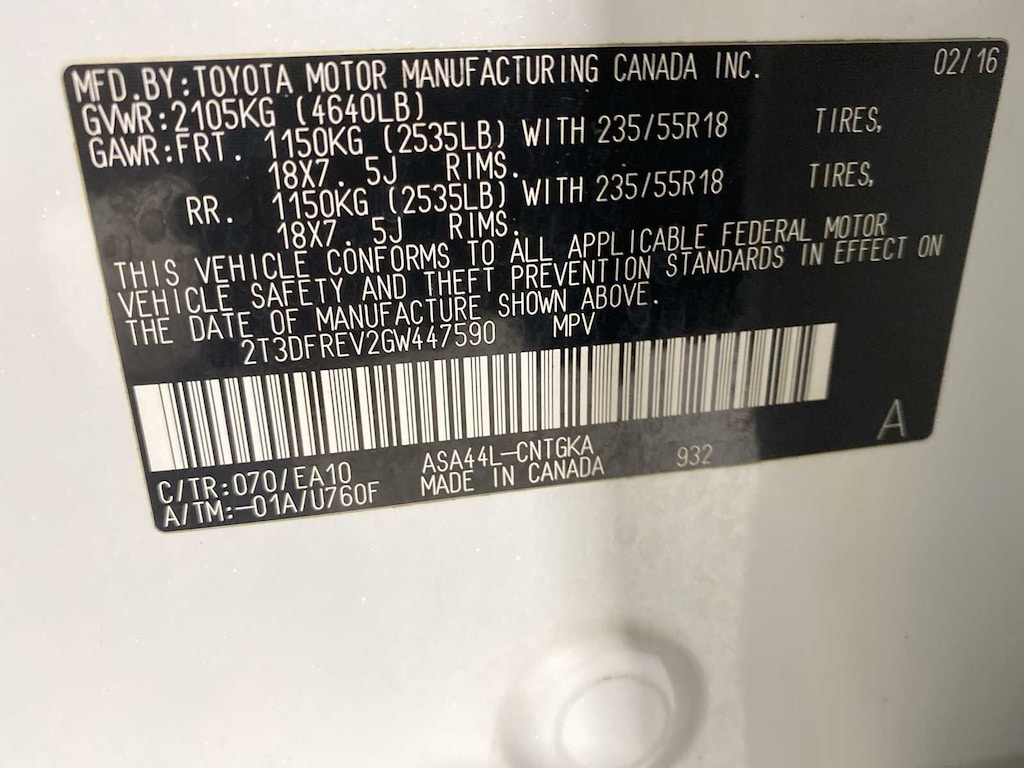 MFD.BY:TOYOTA MOTOR MANUFACTURING CANADA INC. 02/16
GVWR:2105KG (4640LB)
GAWR:FRT. 1150KG (2535LB) WITH 235/55R18 TIRES,
18X7.5J RIMS.
RR. 1150KG (2535LB) WITH 235/55R18 TIRES,
18X7.5J RIMS.
THIS VEHICLE CONFORMS TO ALL APPLICABLE FEDERAL MOTOR
VEHICLE SAFETY AND THEFT PREVENTION STANDARDS IN EFFECT ON
THE DATE OF MANUFACTURE SHOWN ABOVE.
2T3DFREV2GW447590 MPV
A
C/TR:070/EA10 ASA44L-CNTGKA 932
A/TM:-01A/U760F MADE IN CANADA